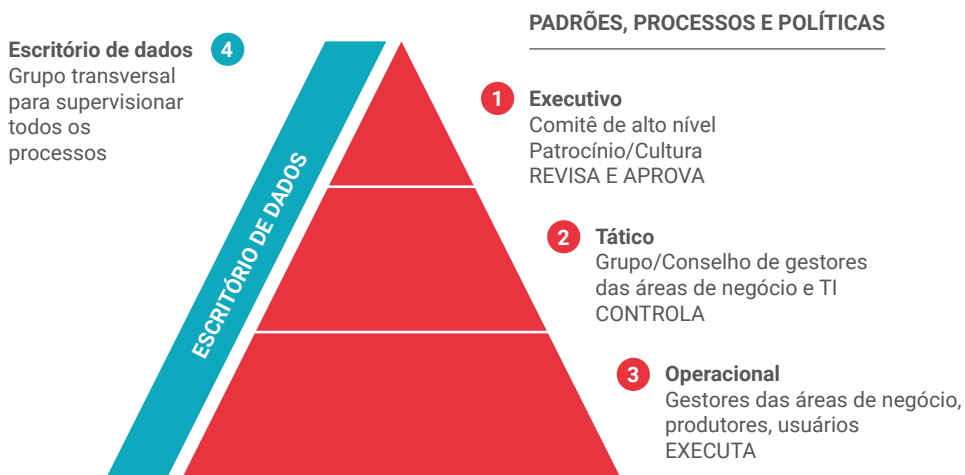 PADRÕES, PROCESSOS E POLÍTICAS
4
Escritório de dados
Grupo transversal
para supervisionar
todos os
processos
ESCRITÓRIO DE DADOS
1
Executivo
Comitê de alto nível
Patrocínio/Cultura
REVISA E APROVA
2
Tático
Grupo/Conselho de gestores
das áreas de negócio e TI
CONTROLA
3
Operacional
Gestores das áreas de negócio,
produtores, usuários
EXECUTA